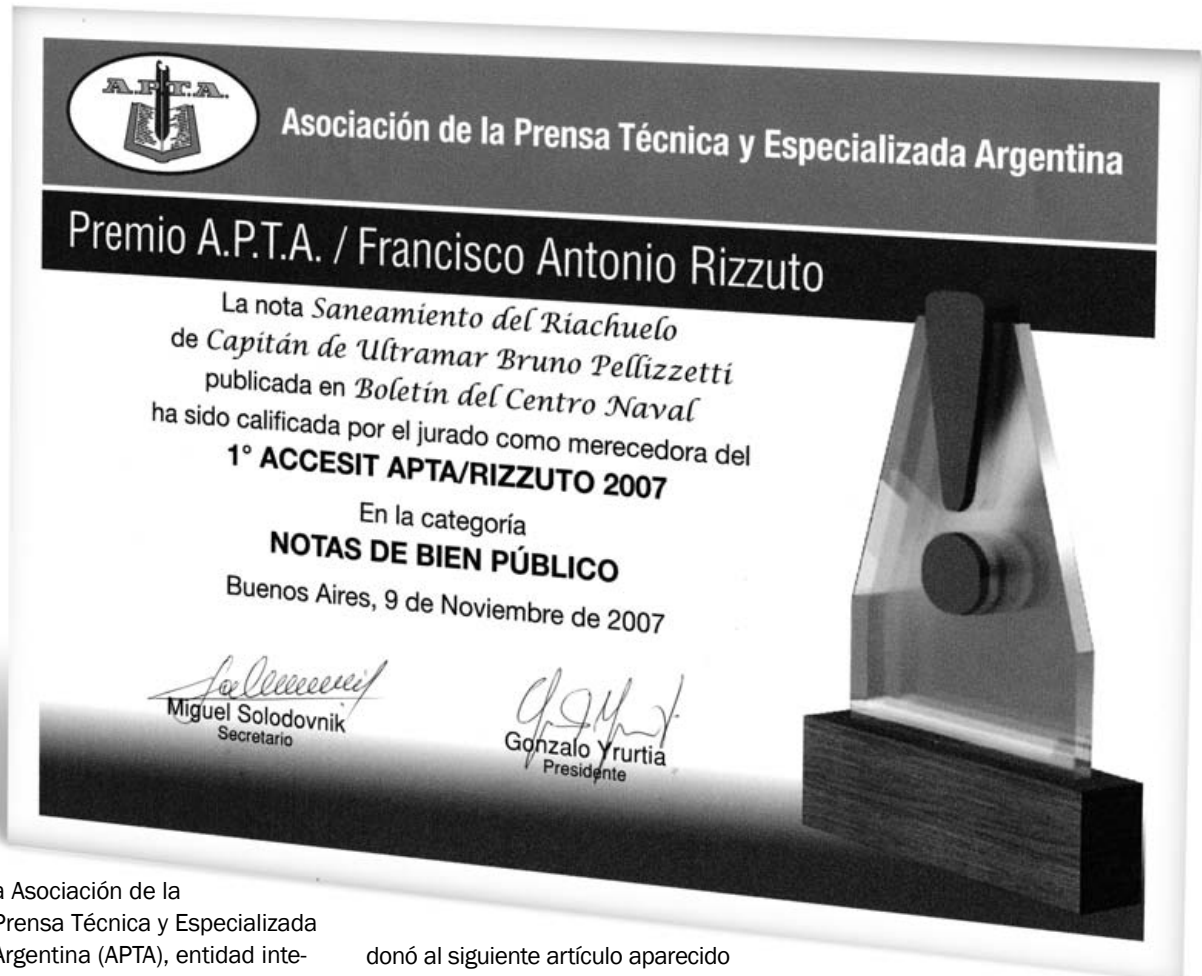 A.P.T.A.
Asociación de la Prensa Técnica y Especializada Argentina
Premio A.P.T.A. / Francisco Antonio Rizzuto
La nota Saneamiento del Riachuelo
de Capitán de Ultramar Bruno Pellizzetti
publicada en Boletín del Centro Naval
ha sido calificada por el jurado como merecedora del
1° ACCESIT APTA/RIZZUTO 2007
En la categoría
NOTAS DE BIEN PÚBLICO
Buenos Aires, 9 de Noviembre de 2007
Miguel Solodovnik
Secretario
Gonzalo Yrurtia
Presidente
a Asociación de la
Prensa Técnica y Especializada
Argentina (APTA), entidad inte-
donó al siguiente artículo aparecido